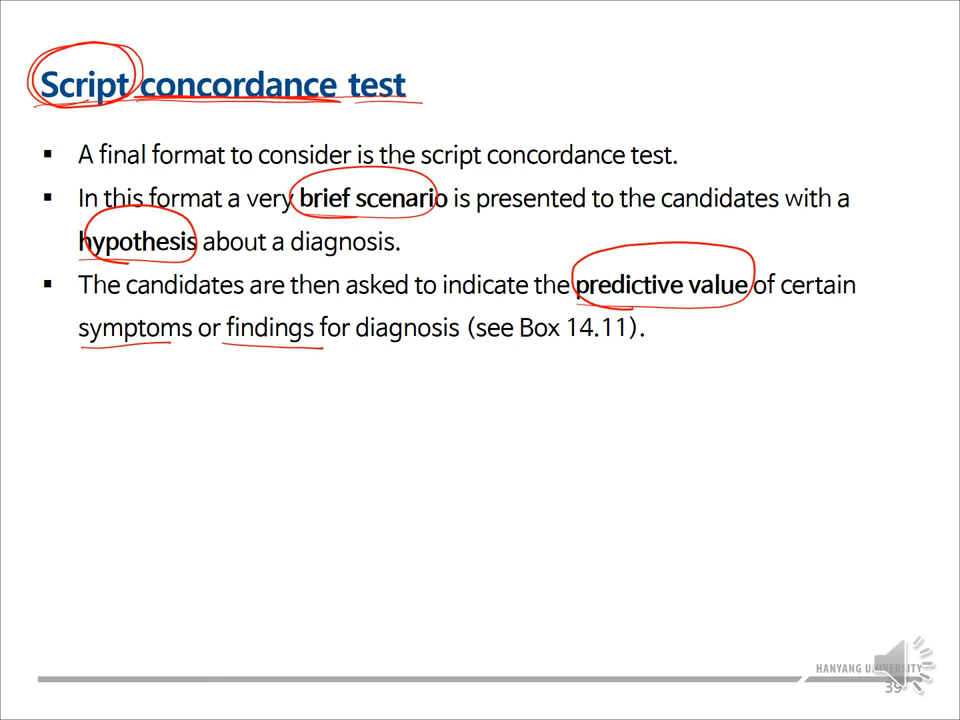 Script concordance test
▪ A final format to consider is the script concordance test.
▪ In this format a very brief scenario is presented to the candidates with a
hypothesis about a diagnosis.
▪ The candidates are then asked to indicate the predictive value of certain
symptoms or findings for diagnosis (see Box 14.11).
HANYANG UNIVERSITY
39